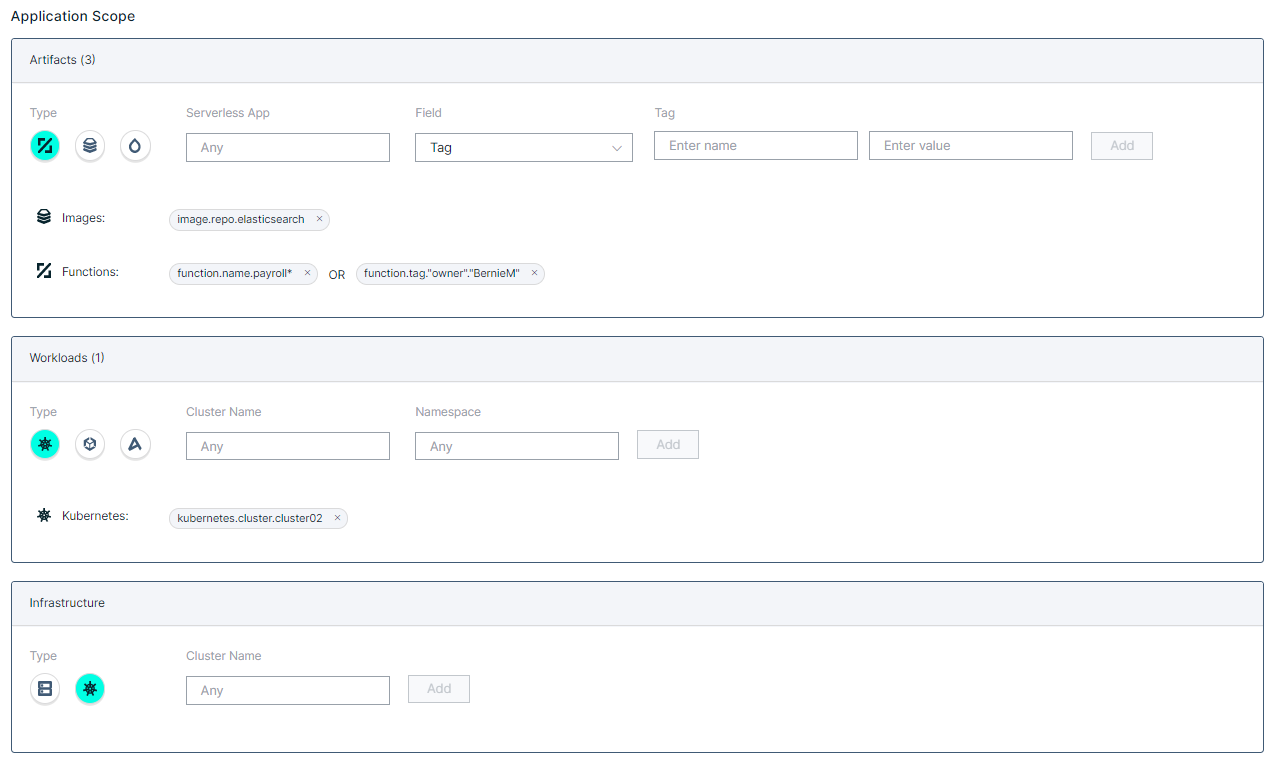 Application Scope
Artifacts (3)
Type Serverless App Field Tag
Any Tag Enter name Enter value Add
Images: image.repo.elasticsearch ×
Functions: function.name.payroll* × OR function.tag."owner"."BernieM" ×
Workloads (1)
Type Cluster Name Namespace
Any Any Add
Kubernetes: kubernetes.cluster.cluster02 ×
Infrastructure
Type Cluster Name
Any Add